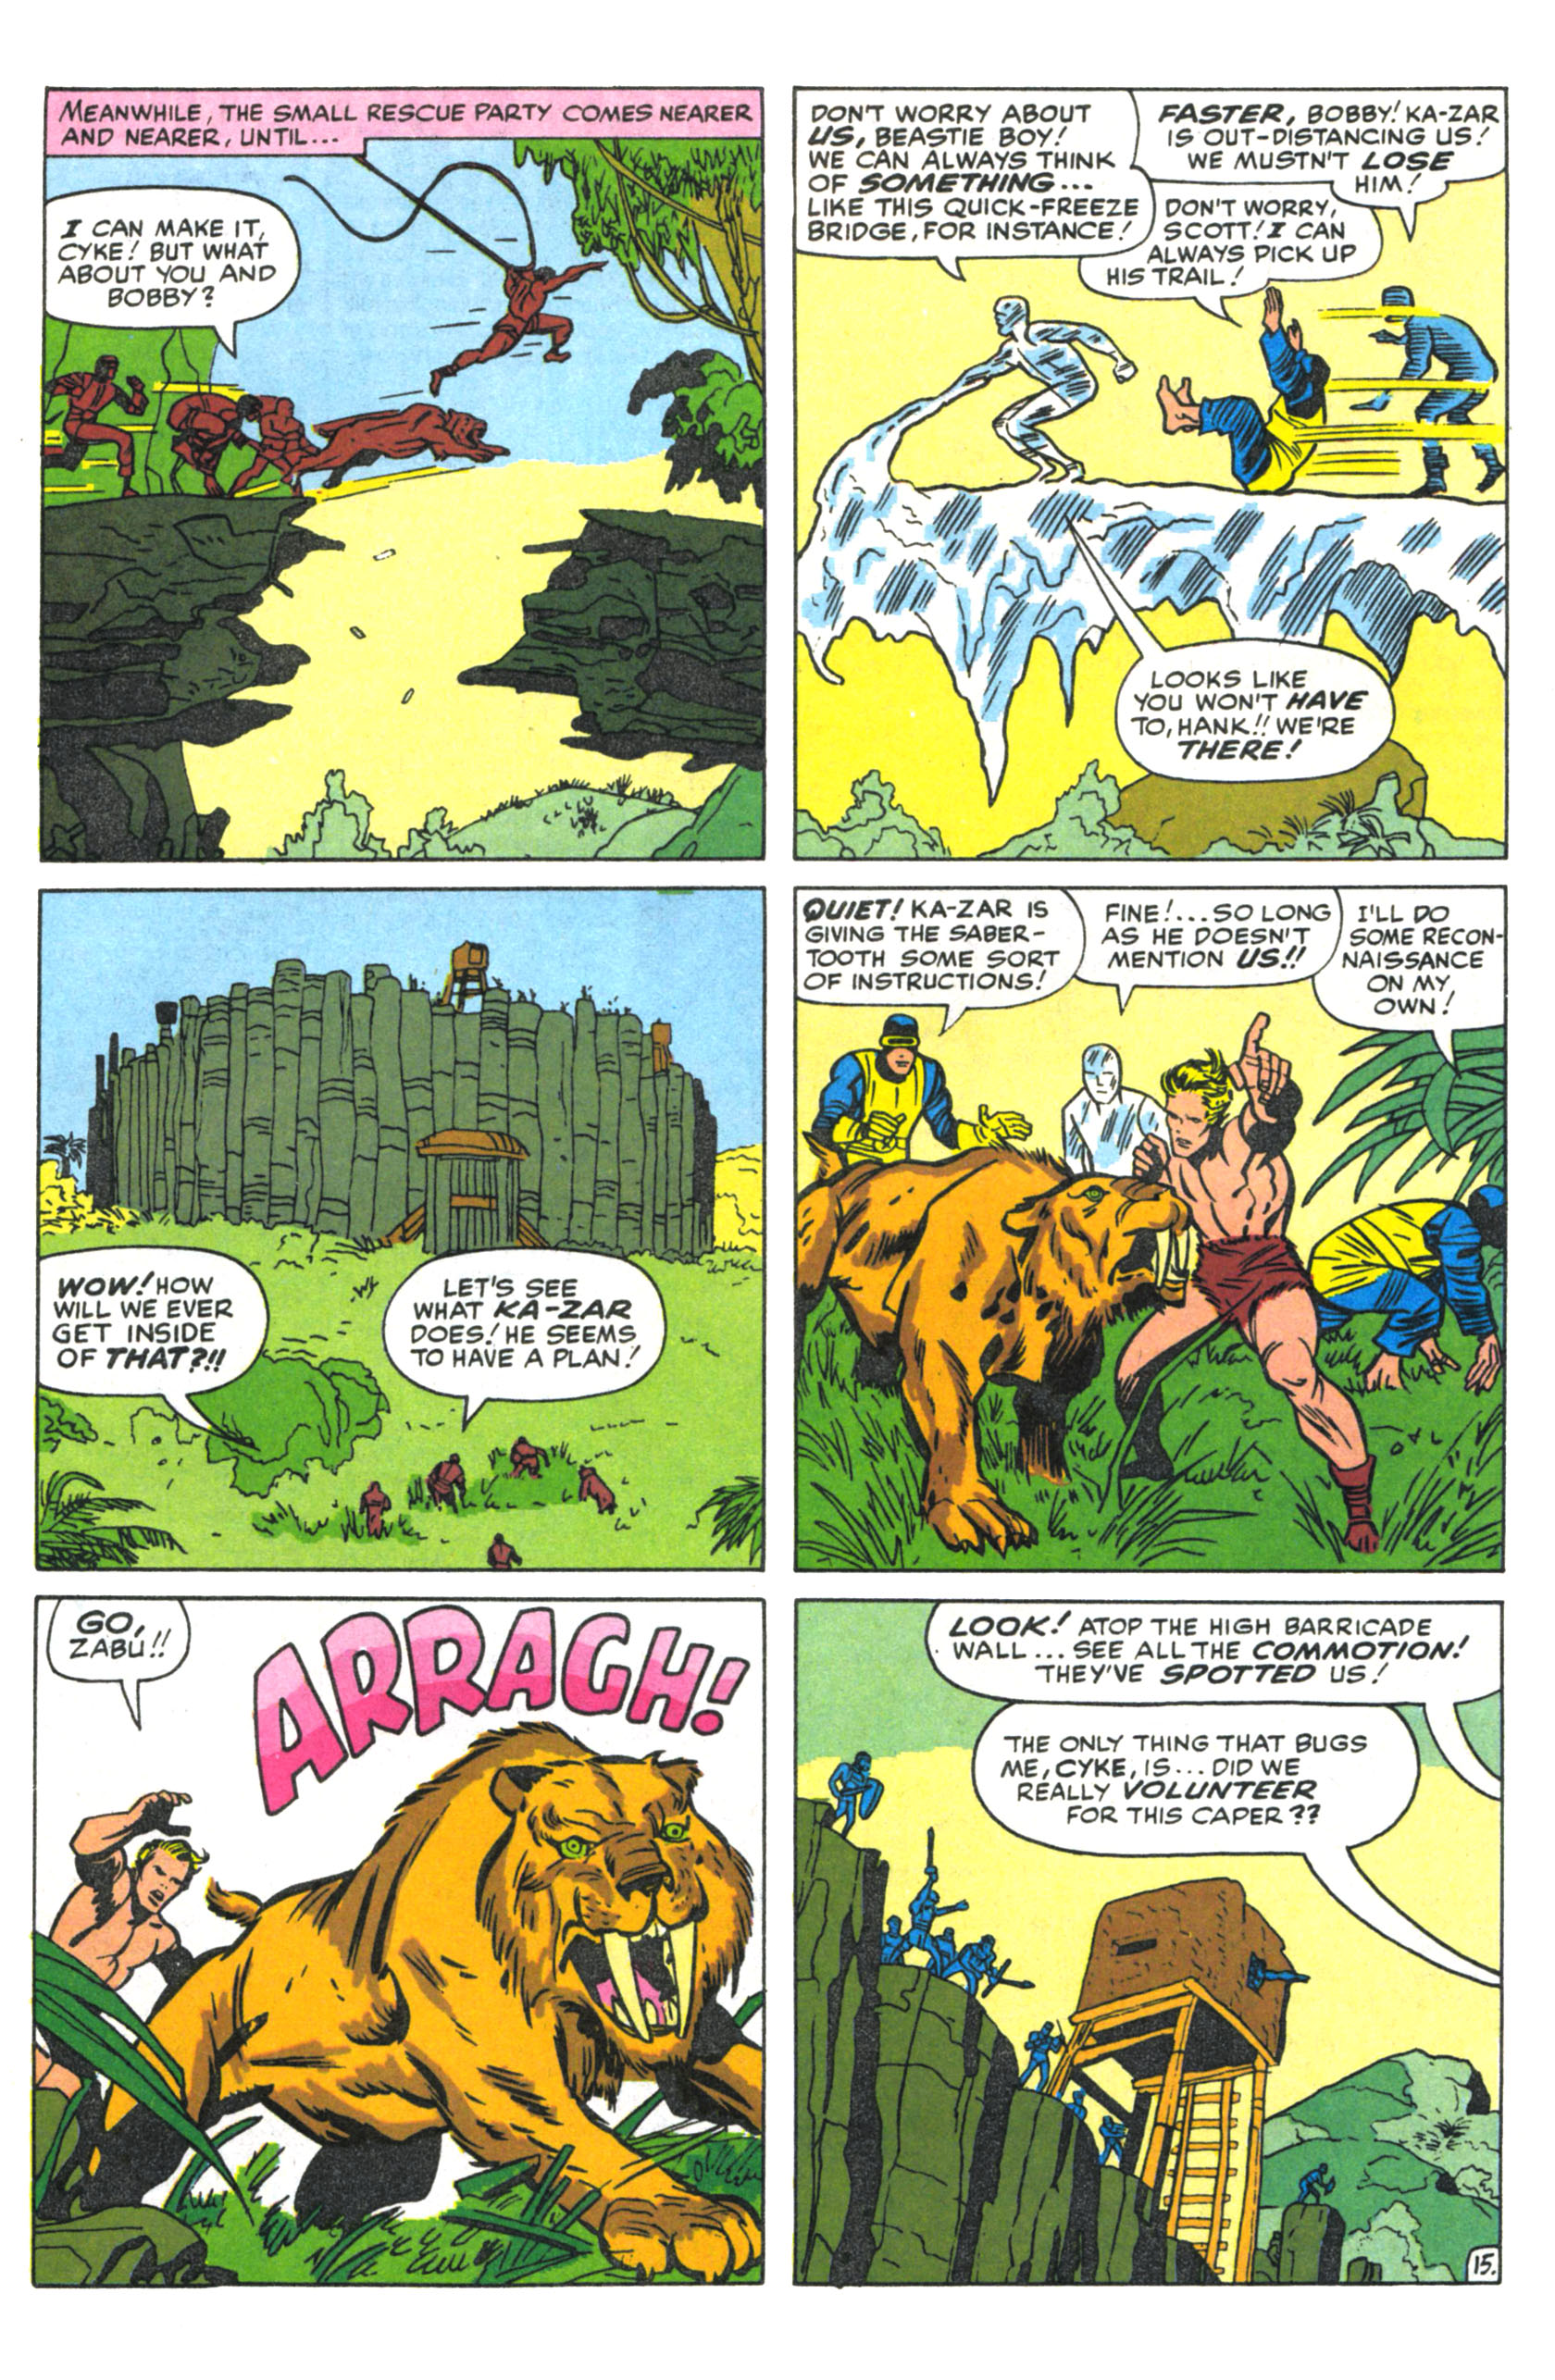 MEANWHILE, THE SMALL RESCUE PARTY COMES NEARER
AND NEARER, UNTIL...
I CAN MAKE IT,
CYKE! BUT WHAT
ABOUT YOU AND
BOBBY?
DON'T WORRY ABOUT
US, BEASTIE BOY!
WE CAN ALWAYS THINK
OF SOMETHING...
LIKE THIS QUICK-FREEZE
BRIDGE, FOR INSTANCE!
FASTER, BOBBY! KA-ZAR
IS OUT-DISTANCING US!
WE MUSTN'T LOSE
HIM!
DON'T WORRY,
SCOTT! I CAN
ALWAYS PICK UP
HIS TRAIL!
LOOKS LIKE
YOU WON'T HAVE
TO, HANK!! WE'RE
THERE!
WOW! HOW
WILL WE EVER
GET INSIDE
OF THAT?!!
LET'S SEE
WHAT KA-ZAR
DOES! HE SEEMS
TO HAVE A PLAN!
QUIET! KA-ZAR IS
GIVING THE SABER-
TOOTH SOME SORT
OF INSTRUCTIONS!
FINE!...SO LONG
AS HE DOESN'T
MENTION US!!
I'LL DO
SOME RECON-
NAISSANCE
ON MY
OWN!
GO,
ZABU!!
ARRAGH!
LOOK! ATOP THE HIGH BARRICADE
WALL... SEE ALL THE COMMOTION!
THEY'VE SPOTTED US!
THE ONLY THING THAT BUGS
ME, CYKE, IS... DID WE
REALLY VOLUNTEER
FOR THIS CAPER??
15.